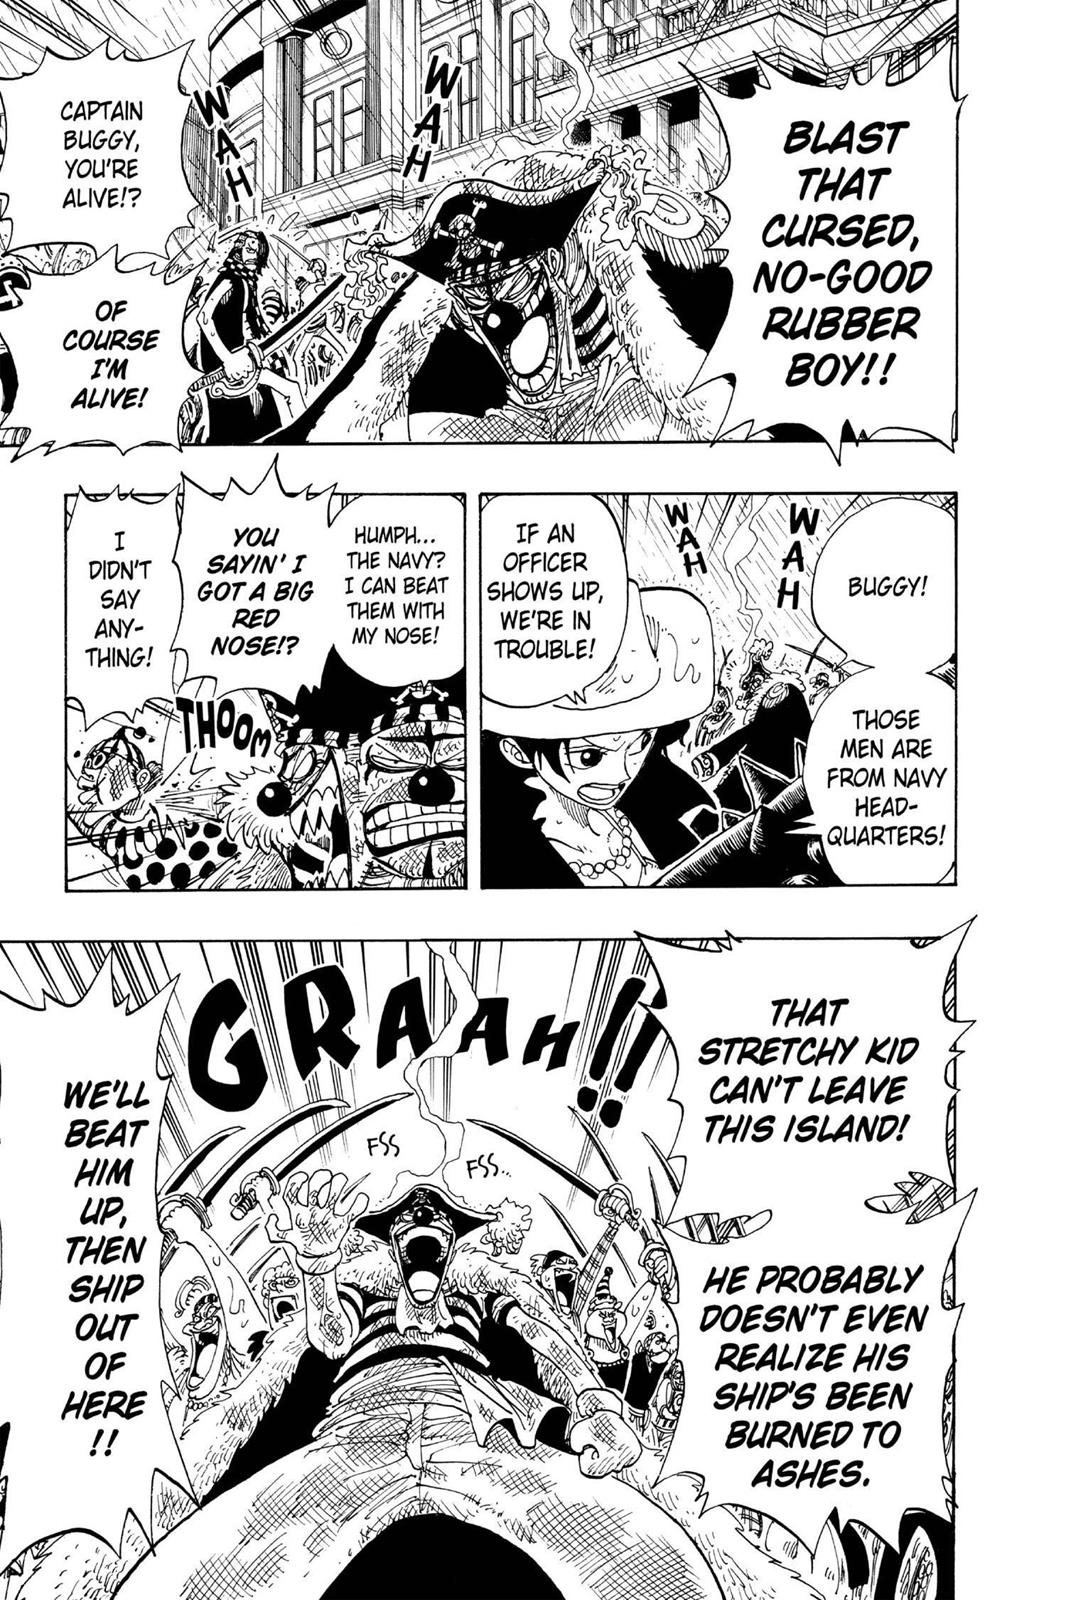 BLAST
THAT
CURSED,
NO-GOOD
RUBBER
BOY!!
WAH
WAH
CAPTAIN
BUGGY,
YOU'RE
ALIVE!?
OF
COURSE
I'M
ALIVE!
BUGGY!
THOSE
MEN ARE
FROM NAVY
HEAD-
QUARTERS!
WAH
WAH
IF AN
OFFICER
SHOWS UP,
WE'RE IN
TROUBLE!
HUMPH...
THE NAVY?
I CAN BEAT
THEM WITH
MY NOSE!
YOU
SAYIN' I
GOT A BIG
RED
NOSE!?
THOOM
I
DIDN'T
SAY
ANY-
THING!
THAT
STRETCHY KID
CAN'T LEAVE
THIS ISLAND!
HE PROBABLY
DOESN'T EVEN
REALIZE HIS
SHIP'S BEEN
BURNED TO
ASHES.
GRAAH!!
FSS
FSS...
WE'LL
BEAT
HIM
UP,
THEN
SHIP
OUT
OF
HERE
!!